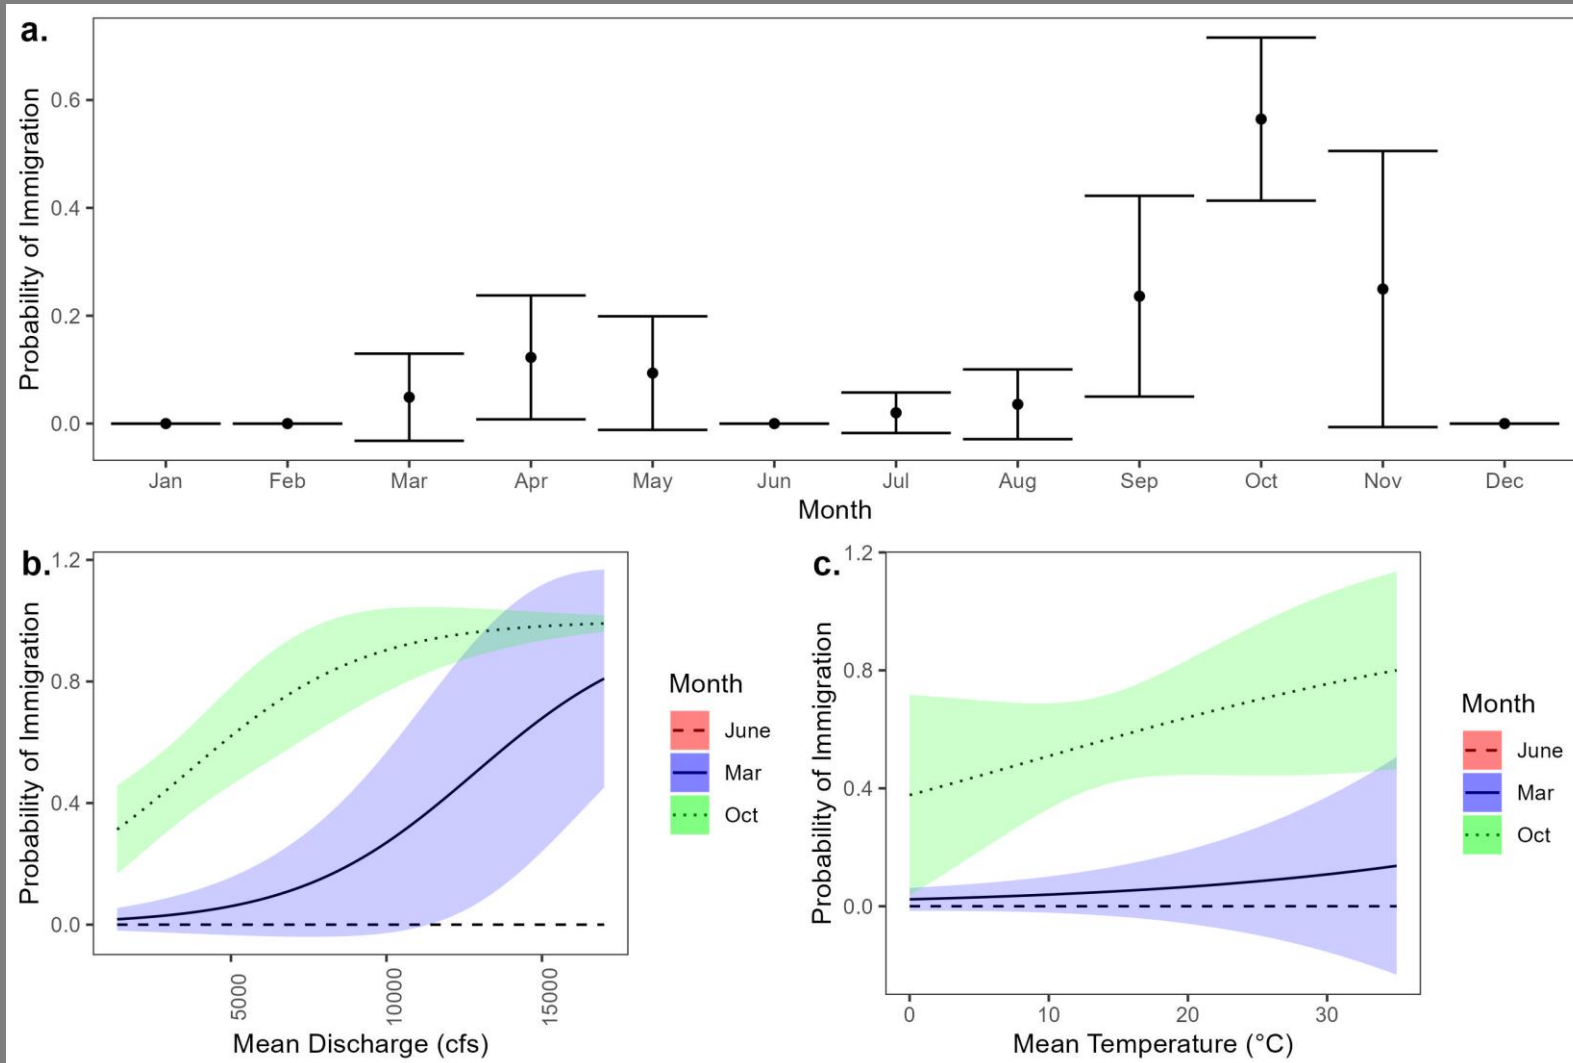 a.
Probability of Immigration
0.6
0.4
0.2
0.0
Jan Feb Mar Apr May Jun Jul Aug Sep Oct Nov Dec
Month
b.
Probability of Immigration
1.2
0.8
0.4
0.0
5000 10000 15000
Mean Discharge (cfs)
Month
June
Mar
Oct
c.
Probability of Immigration
1.2
0.8
0.4
0.0
0 10 20 30
Mean Temperature (°C)
Month
June
Mar
Oct